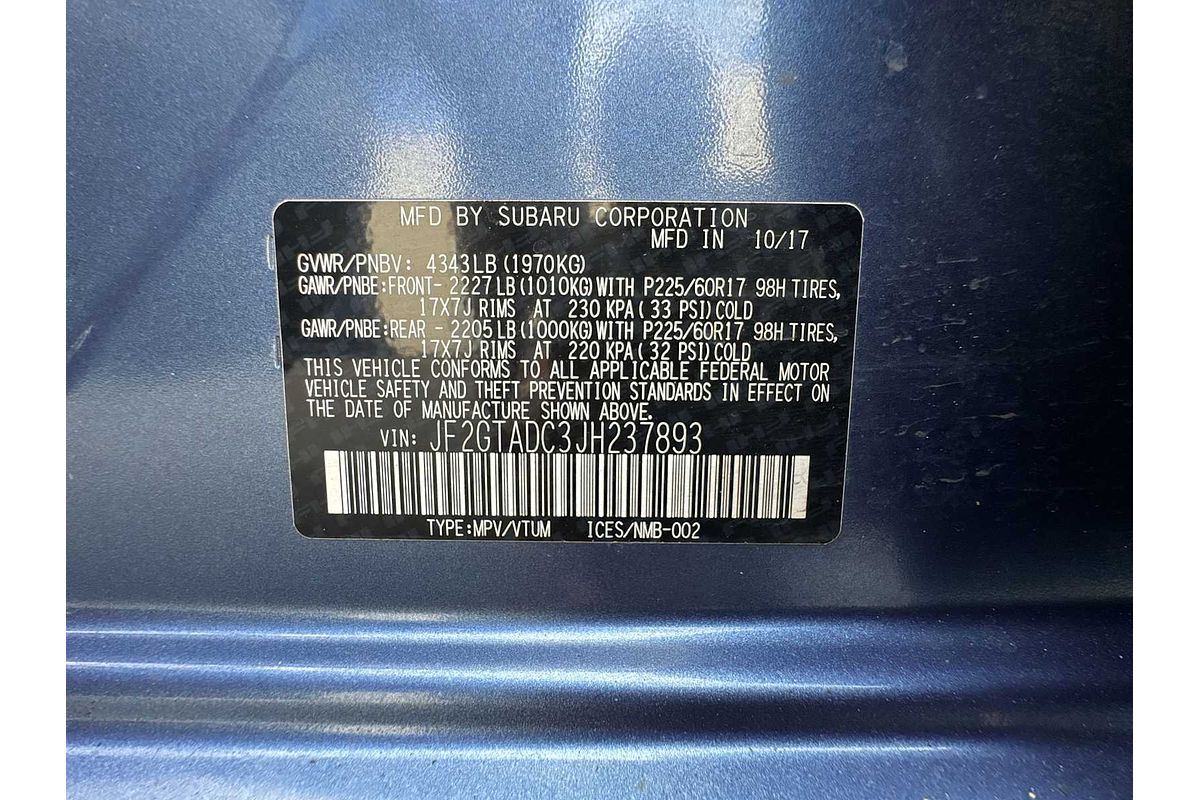 MFD BY SUBARU CORPORATION
MFD IN 10/17
GVWR/PNBV: 4343LB (1970KG)
GAWR/PNBE:FRONT- 2227LB (1010KG) WITH P225/60R17 98H TIRES,
17X7J RIMS AT 230 KPA (33 PSI) COLD
GAWR/PNBE:REAR - 2205LB (1000KG) WITH P225/60R17 98H TIRES,
17X7J RIMS AT 220 KPA (32 PSI) COLD
THIS VEHICLE CONFORMS TO ALL APPLICABLE FEDERAL MOTOR
VEHICLE SAFETY AND THEFT PREVENTION STANDARDS IN EFFECT ON
THE DATE OF MANUFACTURE SHOWN ABOVE.
VIN: JF2GTADC3JH237893
TYPE:MPV/VTUM ICES/NMB-002